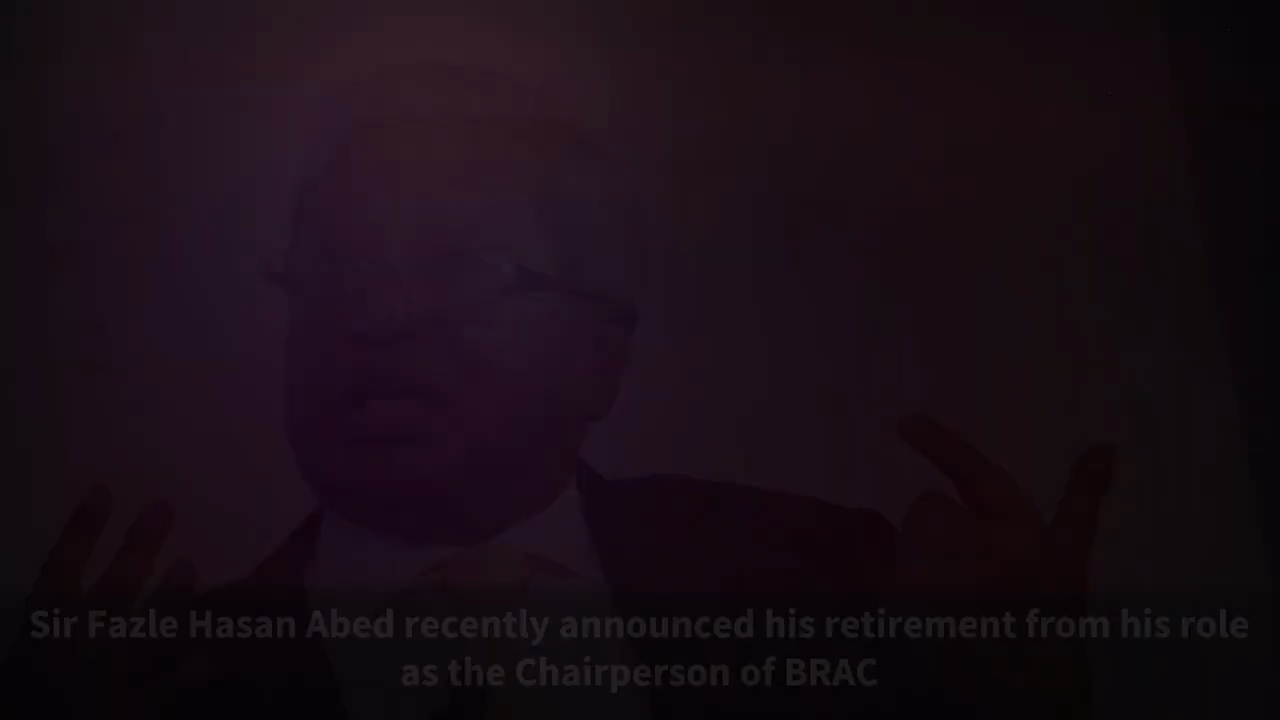 Sir Fazle Hasan Abed recently announced his retirement from his role
as the Chairperson of BRAC